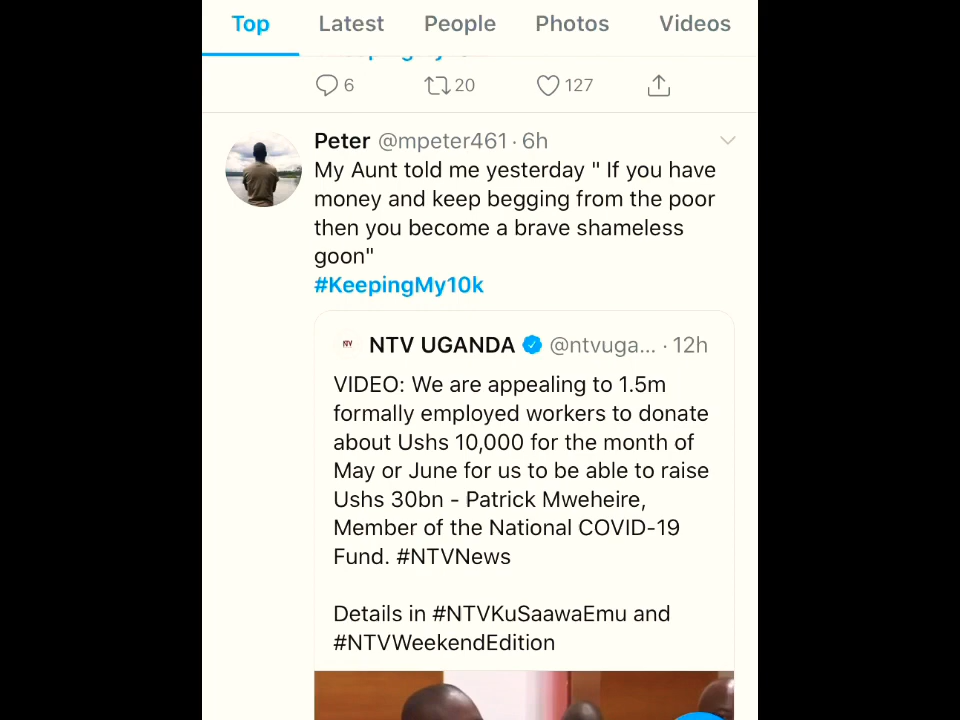 Top Latest People Photos Videos
6 20 127
Peter @mpeter461 · 6h
My Aunt told me yesterday " If you have
money and keep begging from the poor
then you become a brave shameless
goon"
#KeepingMy10k
NTV NTV UGANDA @ntvuga... · 12h
VIDEO: We are appealing to 1.5m
formally employed workers to donate
about Ushs 10,000 for the month of
May or June for us to be able to raise
Ushs 30bn - Patrick Mweheire,
Member of the National COVID-19
Fund. #NTVNews
Details in #NTVKuSaawaEmu and
#NTVWeekendEdition